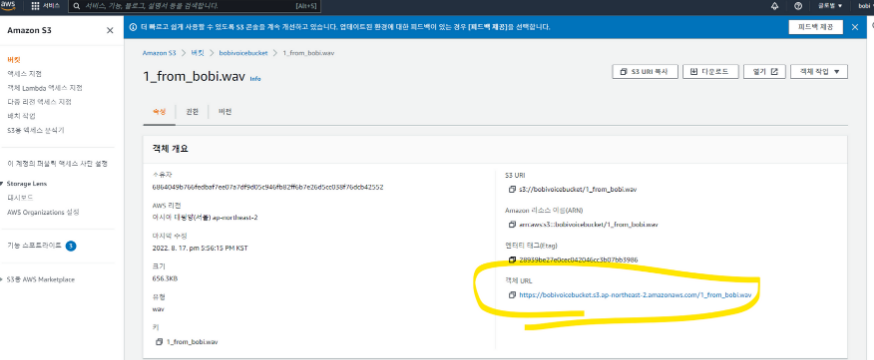 aws
서비스
서비스, 기능, 블로그, 설명서 등을 검색합니다.
[Alt+S]
글로벌
bobi
Amazon S3
더 빠르고 쉽게 사용할 수 있도록 S3 콘솔을 계속 개선하고 있습니다. 업데이트된 환경에 대한 피드백이 있는 경우 [피드백 제공]을 선택합니다.
피드백 제공
버킷
액세스 지점
객체 Lambda 액세스 지점
다중 리전 액세스 지점
배치 작업
S3용 액세스 분석기
이 계정의 퍼블릭 액세스 차단 설정
Storage Lens
대시보드
AWS Organizations 설정
기능 스포트라이트 1
S3용 AWS Marketplace
Amazon S3 > 버킷 > bobivoicebucket > 1_from_bobi.wav
1_from_bobi.wav Info
S3 URI 복사
다운로드
열기
객체 작업
속성
권한
버전
객체 개요
소유자
AWS 리전
아시아 태평양(서울) ap-northeast-2
마지막 수정
2022. 8. 17. pm 5:56:15 PM KST
크기
656.3KB
유형
wav
키
1_from_bobi.wav
S3 URI
s3://bobivoicebucket/1_from_bobi.wav
Amazon 리소스 이름(ARN)
arn:aws:s3:::bobivoicebucket/1_from_bobi.wav
엔터티 태그(Etag)
객체 URL
https://bobivoicebucket.s3.ap-northeast-2.amazonaws.com/1_from_bobi.wav